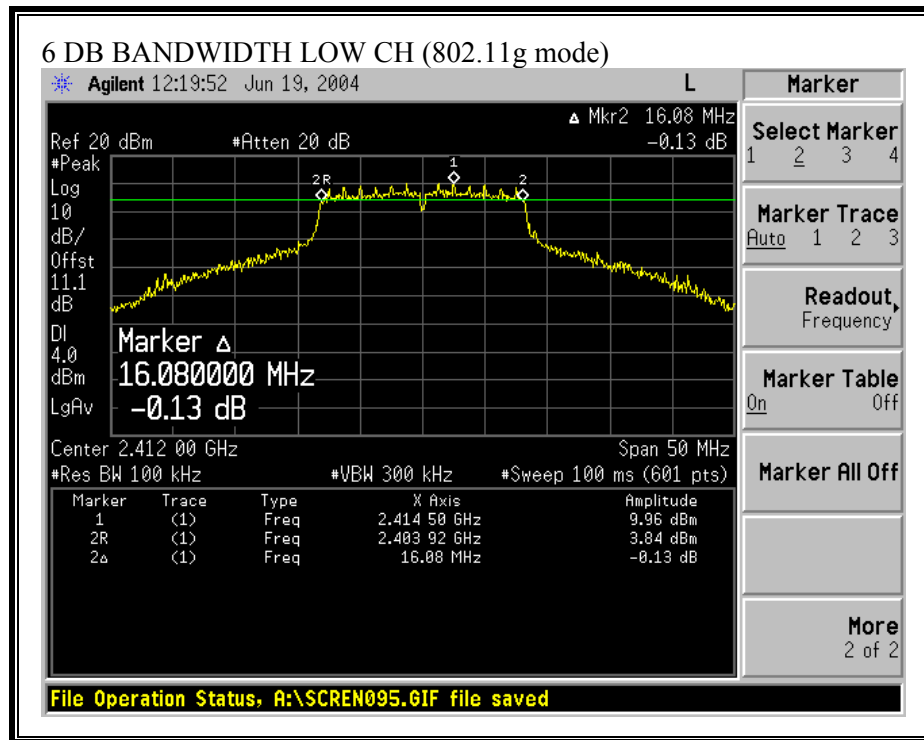 6 DB BANDWIDTH LOW CH (802.11g mode)
Agilent 12:19:52 Jun 19, 2004 L
Δ Mkr2 16.08 MHz
Ref 20 dBm #Atten 20 dB -0.13 dB
#Peak
Log
10
dB/
Offst
11.1
dB
DI
4.0
dBm
LgAv
2R 1 2
Marker Δ
16.080000 MHz
-0.13 dB
Center 2.412 00 GHz Span 50 MHz
#Res BW 100 kHz #VBW 300 kHz #Sweep 100 ms (601 pts)
Marker Trace Type X Axis Amplitude
1 (1) Freq 2.414 50 GHz 9.96 dBm
2R (1) Freq 2.403 92 GHz 3.84 dBm
2Δ (1) Freq 16.08 MHz -0.13 dB
File Operation Status, A:\SCREN095.GIF file saved
Marker
Select Marker
1 2 3 4
Marker Trace
Auto 1 2 3
Readout
Frequency
Marker Table
On Off
Marker All Off
More
2 of 2